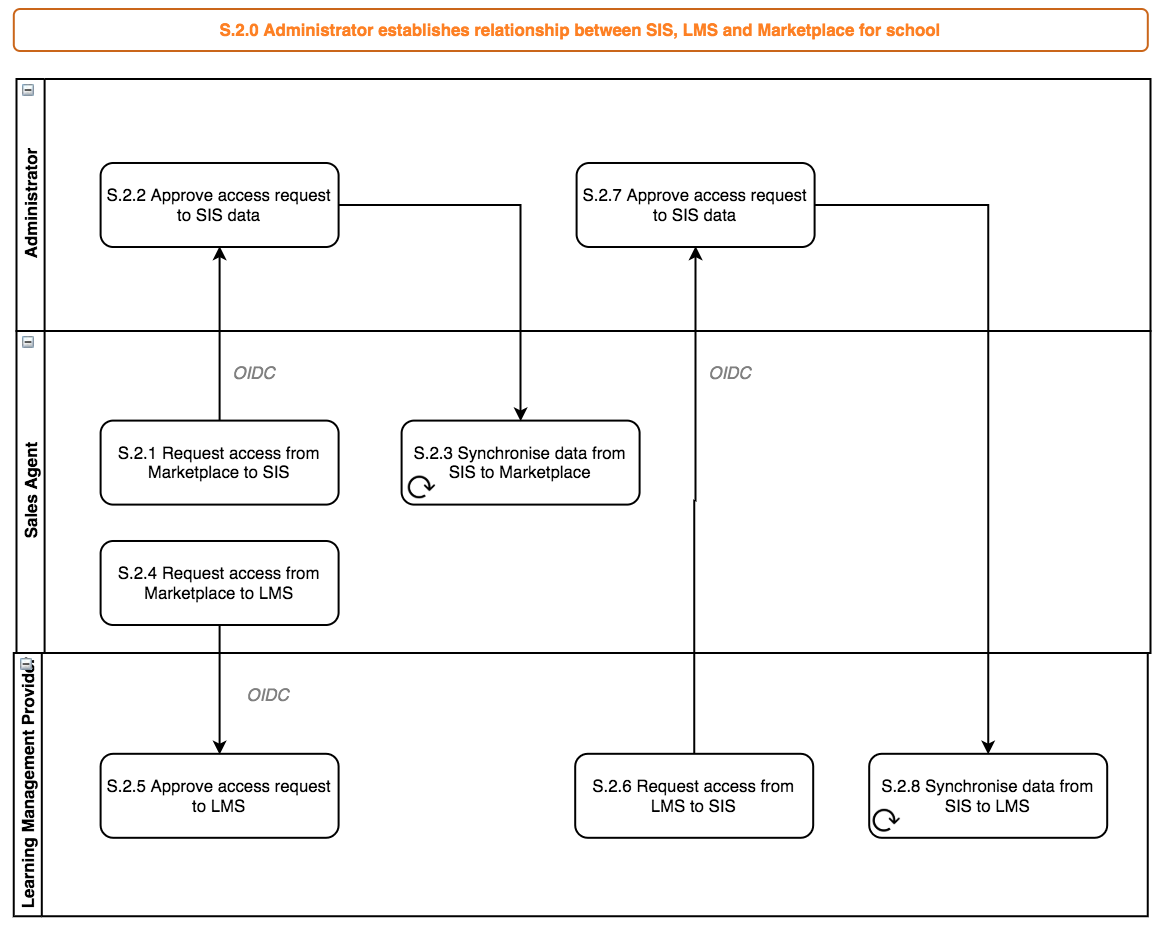 S.2.0 Administrator establishes relationship between SIS, LMS and Marketplace for school
Administrator
S.2.2 Approve access request
to SIS data
S.2.7 Approve access request
to SIS data
Sales Agent
OIDC
OIDC
S.2.1 Request access from
Marketplace to SIS
S.2.3 Synchronise data from
SIS to Marketplace
S.2.4 Request access from
Marketplace to LMS
Learning Management Provider
OIDC
S.2.5 Approve access request
to LMS
S.2.6 Request access from
LMS to SIS
S.2.8 Synchronise data from
SIS to LMS